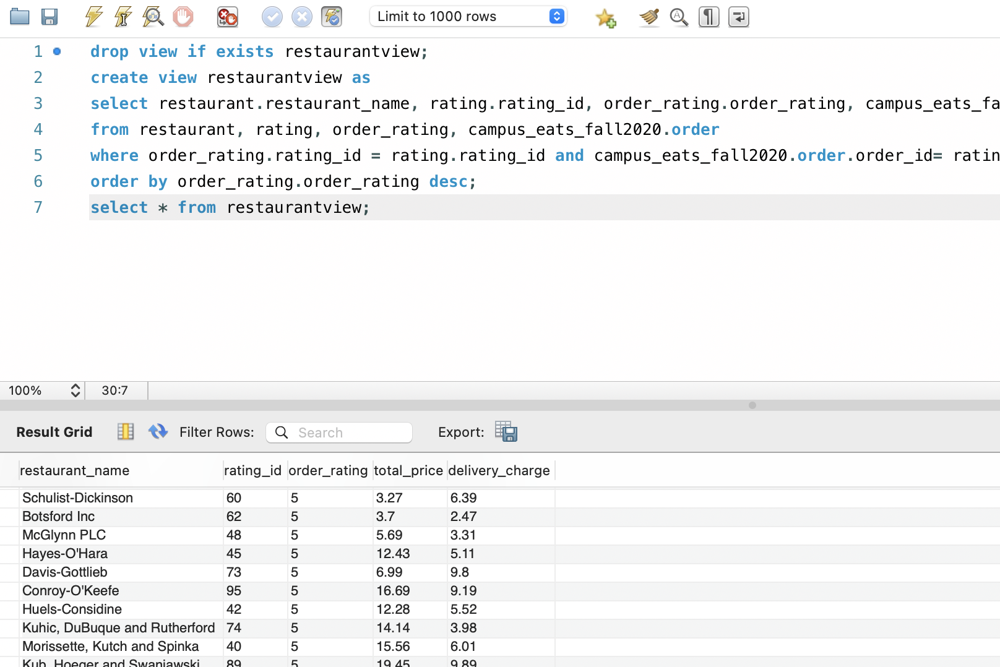 Limit to 1000 rows
1 drop view if exists restaurantview;
2 create view restaurantview as
3 select restaurant.restaurant_name, rating.rating_id, order_rating.order_rating, campus_eats_fa
4 from restaurant, rating, order_rating, campus_eats_fall2020.order
5 where order_rating.rating_id = rating.rating_id and campus_eats_fall2020.order.order_id= ratin
6 order by order_rating.order_rating desc;
7 select * from restaurantview;
100% 30:7
Result Grid Filter Rows: Search Export:
restaurant_name rating_id order_rating total_price delivery_charge
Schulist-Dickinson 60 5 3.27 6.39
Botsford Inc 62 5 3.7 2.47
McGlynn PLC 48 5 5.69 3.31
Hayes-O'Hara 45 5 12.43 5.11
Davis-Gottlieb 73 5 6.99 9.8
Conroy-O'Keefe 95 5 16.69 9.19
Huels-Considine 42 5 12.28 5.52
Kuhic, DuBuque and Rutherford 74 5 14.14 3.98
Morissette, Kutch and Spinka 40 5 15.56 6.01
Kub, Hoeger and Swaniawski 89 5 19.45 9.89